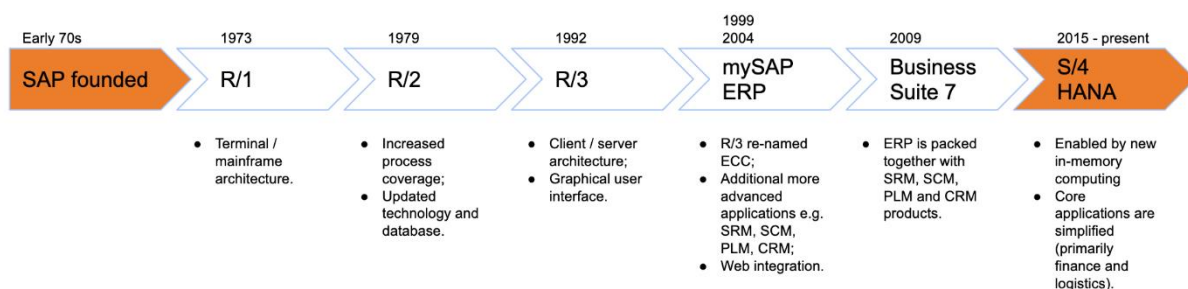 Early 70s
SAP founded
1973
R/1
● Terminal /
mainframe
architecture.
1979
R/2
● Increased
process
coverage;
● Updated
technology and
database.
1992
R/3
● Client / server
architecture;
● Graphical user
interface.
1999
2004
mySAP
ERP
● R/3 re-named
ECC;
● Additional more
advanced
applications e.g.
SRM, SCM,
PLM, CRM;
● Web integration.
2009
Business
Suite 7
● ERP is packed
together with
SRM, SCM,
PLM and CRM
products.
2015 - present
S/4
HANA
● Enabled by new
in-memory
computing
● Core
applications are
simplified
(primarily
finance and
logistics).